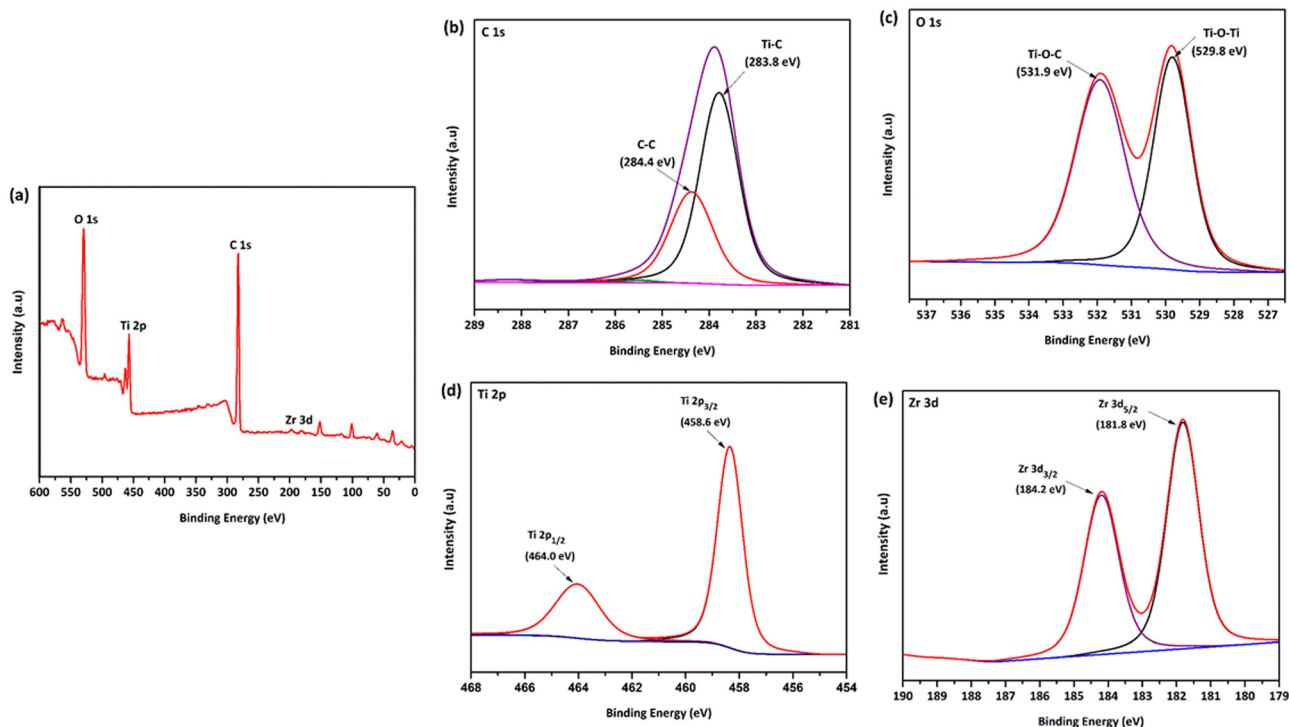 (a)
O 1s
C 1s
Ti 2p
Zr 3d
Intensity (a.u)
600 550 500 450 400 350 300 250 200 150 100 50 0
Binding Energy (eV)
(b)
C 1s
Ti-C
(283.8 eV)
C-C
(284.4 eV)
Intensity (a.u)
289 288 287 286 285 284 283 282 281
Binding Energy (eV)
(c)
O 1s
Ti-O-C
(531.9 eV)
Ti-O-Ti
(529.8 eV)
Intensity (a.u)
537 536 535 534 533 532 531 530 529 528 527
Binding Energy (eV)
(d)
Ti 2p
Ti 2p3/2
(458.6 eV)
Ti 2p1/2
(464.0 eV)
Intensity (a.u)
468 466 464 462 460 458 456 454
Binding Energy (eV)
(e)
Zr 3d
Zr 3d5/2
(181.8 eV)
Zr 3d3/2
(184.2 eV)
Intensity (a.u)
190 189 188 187 186 185 184 183 182 181 180 179
Binding Energy (eV)